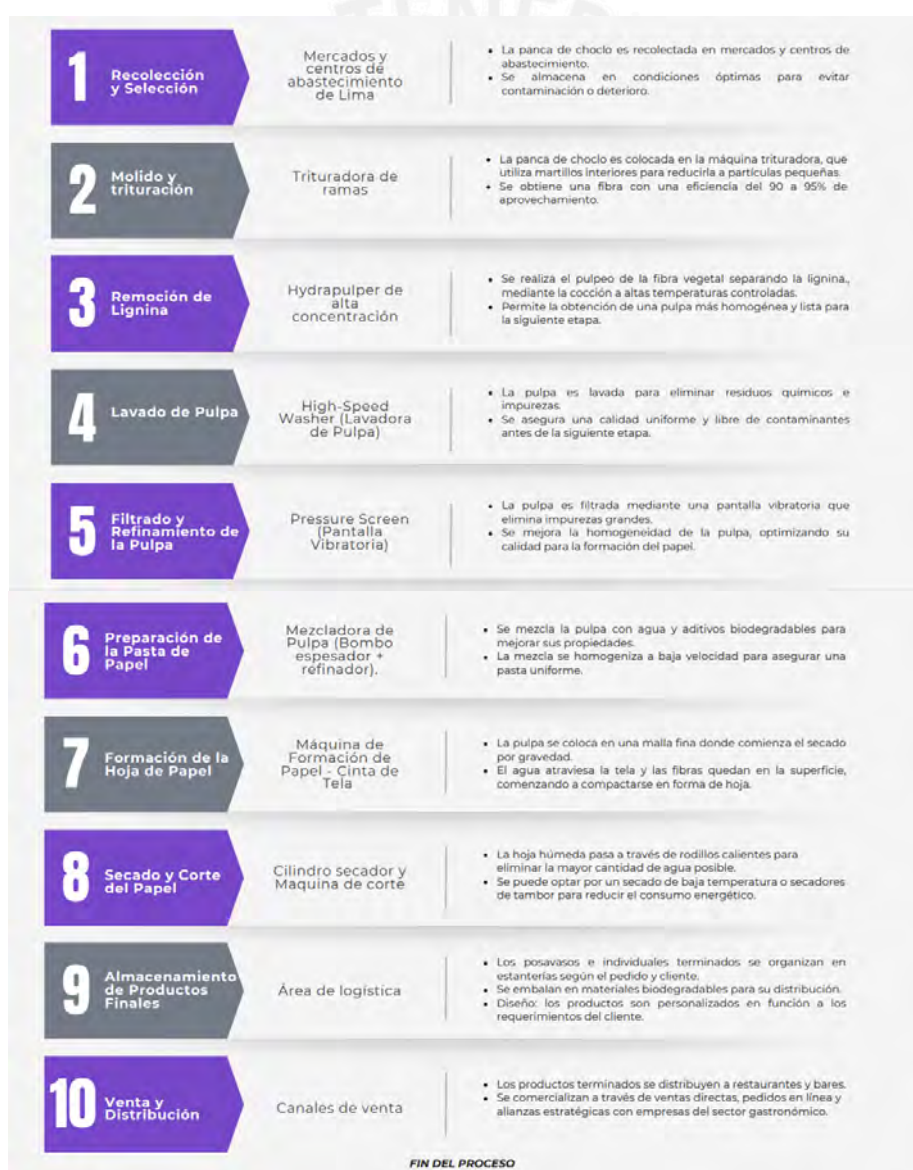 1
Recolección
y Selección
Mercados y
centros de
abastecimiento
de Lima
• La panca de choclo es recolectada en mercados y centros de
abastecimiento.
• Se almacena en condiciones óptimas para evitar
contaminación o deterioro.
2
Molido y
trituración
Trituradora de
ramas
• La panca de choclo es colocada en la máquina trituradora, que
utiliza martillos interiores para reducirla a partículas pequeñas.
• Se obtiene una fibra con una eficiencia del 90 a 95% de
aprovechamiento.
3
Remoción de
Lignina
Hydrapulper de
alta
concentración
• Se realiza el pulpeo de la fibra vegetal separando la lignina.,
mediante la cocción a altas temperaturas controladas.
• Permite la obtención de una pulpa más homogénea y lista para
la siguiente etapa.
4
Lavado de Pulpa
High-Speed
Washer (Lavadora
de Pulpa)
• La pulpa es lavada para eliminar residuos químicos e
impurezas.
• Se asegura una calidad uniforme y libre de contaminantes
antes de la siguiente etapa.
5
Filtrado y
Refinamiento de
la Pulpa
Pressure Screen
(Pantalla
Vibratoria)
• La pulpa es filtrada mediante una pantalla vibratoria que
elimina impurezas grandes.
• Se mejora la homogeneidad de la pulpa, optimizando su
calidad para la formación del papel.
6
Preparación de
la Pasta de
Papel
Mezcladora de
Pulpa (Bombo
espesador +
refinador).
• Se mezcla la pulpa con agua y aditivos biodegradables para
mejorar sus propiedades.
• La mezcla se homogeniza a baja velocidad para asegurar una
pasta uniforme.
7
Formación de la
Hoja de Papel
Máquina de
Formación de
Papel - Cinta de
Tela
• La pulpa se coloca en una malla fina donde comienza el secado
por gravedad.
• El agua atraviesa la tela y las fibras quedan en la superficie,
comenzando a compactarse en forma de hoja.
8
Secado y Corte
del Papel
Cilindro secador y
Maquina de corte
• La hoja húmeda pasa a través de rodillos calientes para
eliminar la mayor cantidad de agua posible.
• Se puede optar por un secado de baja temperatura o secadores
de tambor para reducir el consumo energético.
9
Almacenamiento
de Productos
Finales
Área de logística
• Los posavasos e individuales terminados se organizan en
estanterías según el pedido y cliente.
• Se embalan en materiales biodegradables para su distribución.
• Diseño: los productos son personalizados en función a los
requerimientos del cliente.
10
Venta y
Distribución
Canales de venta
• Los productos terminados se distribuyen a restaurantes y bares.
• Se comercializan a través de ventas directas, pedidos en línea y
alianzas estratégicas con empresas del sector gastronómico.
FIN DEL PROCESO